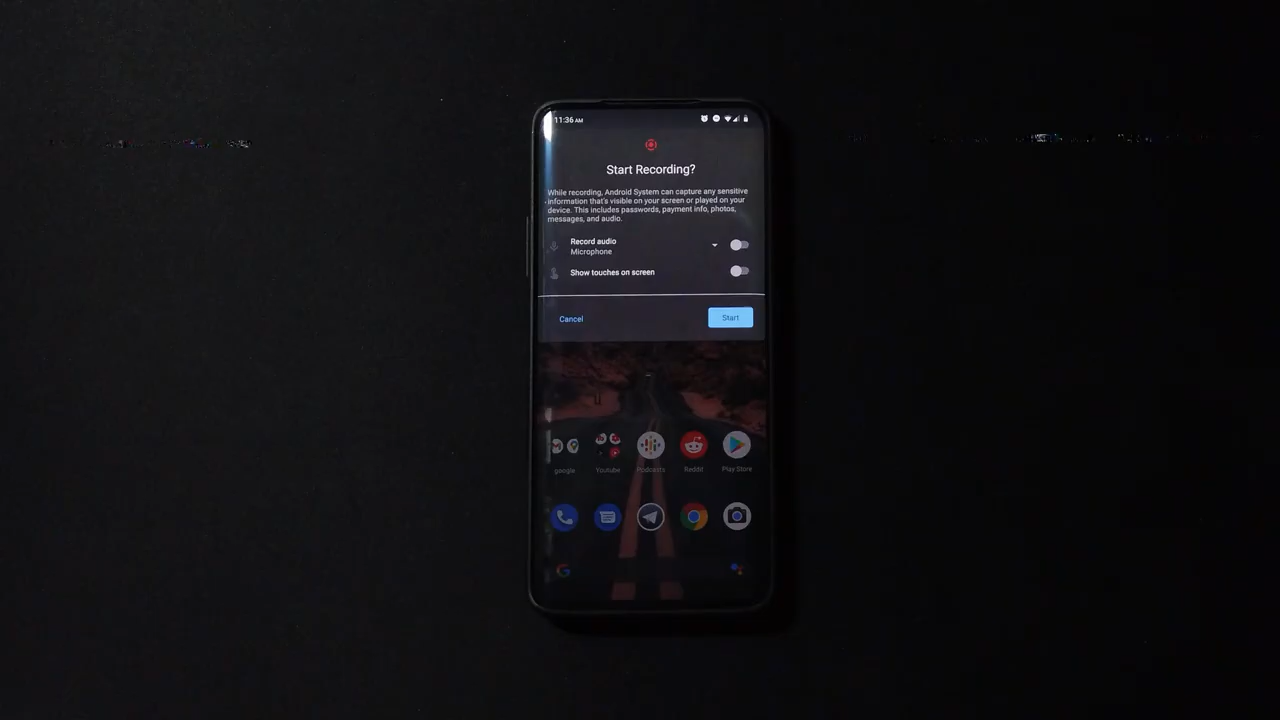 11:36 AM
Start Recording?
While recording, Android System can capture any sensitive
information that's visible on your screen or played on your
device. This includes passwords, payment info, photos,
messages, and audio.
Record audio
Microphone
Show touches on screen
Cancel
Start
google
Youtube
Podcasts
Reddit
Play Store